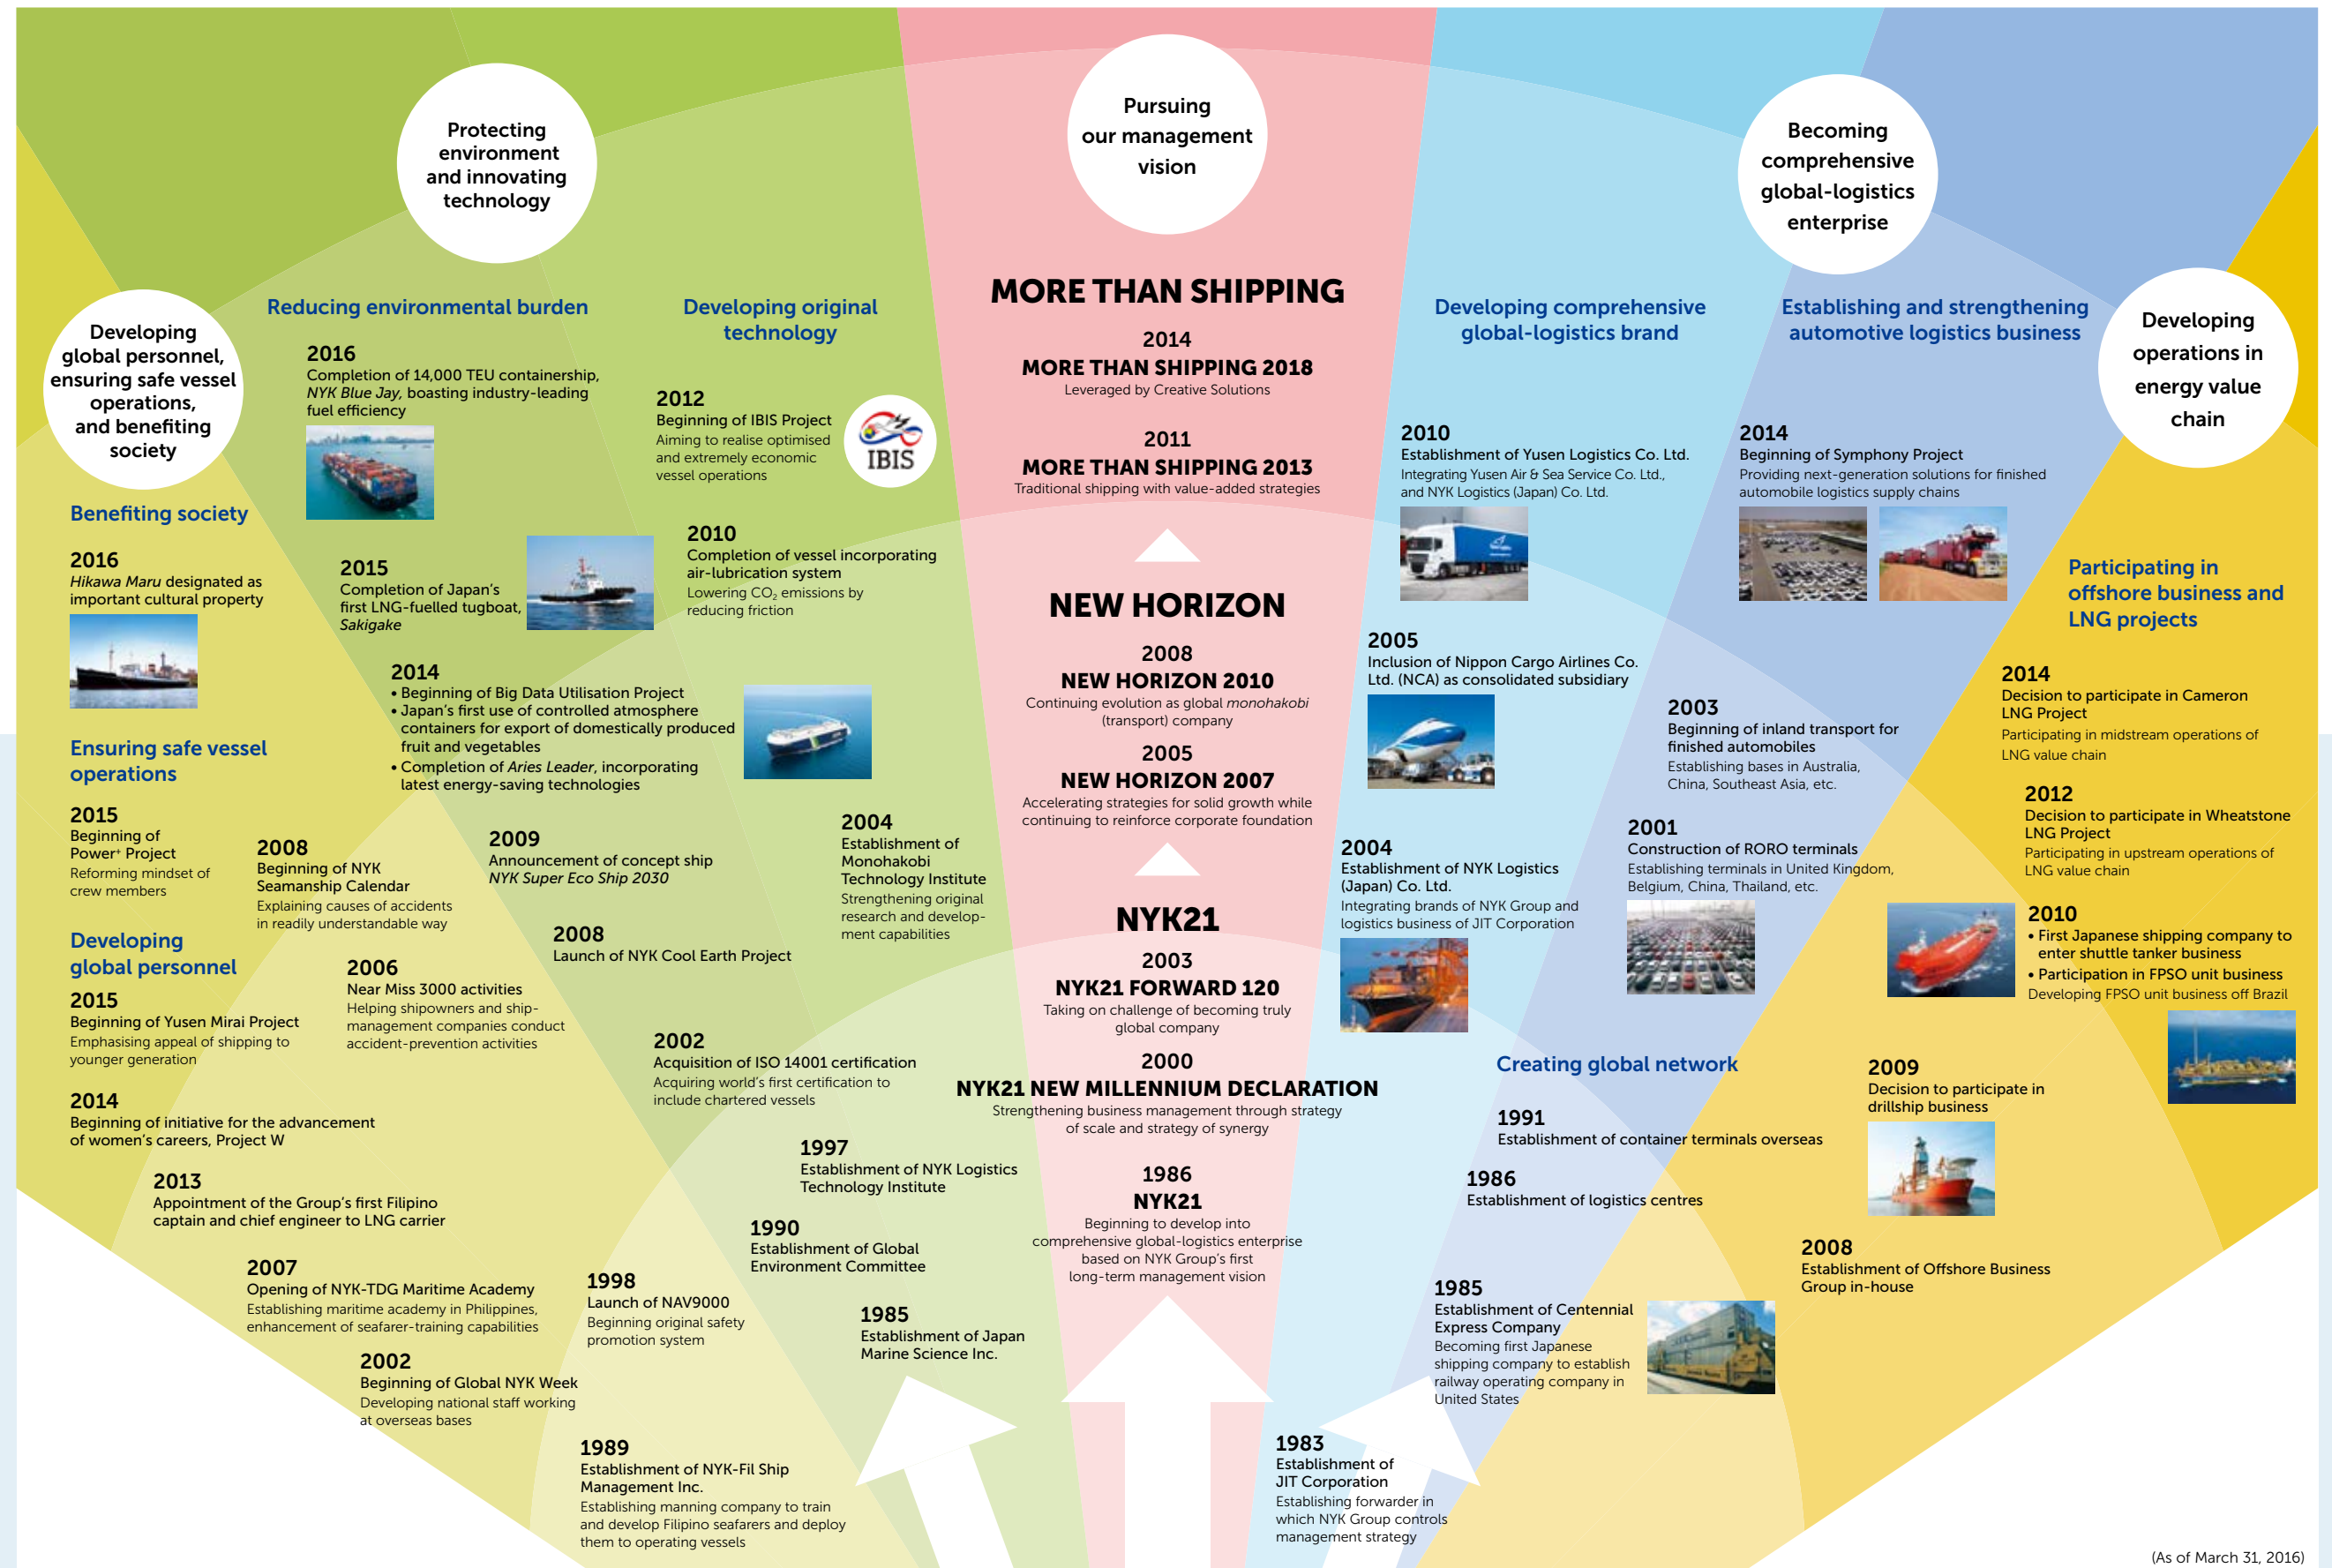 Protecting
environment
and innovating
technology
Pursuing
our management
vision
Becoming
comprehensive
global-logistics
enterprise
Developing
global personnel,
ensuring safe vessel
operations,
and benefiting
society
Developing
operations in
energy value
chain
Benefiting society
2016
Hikawa Maru designated as
important cultural property
Ensuring safe vessel
operations
2015
Beginning of
Power+ Project
Reforming mindset of
crew members
2008
Beginning of NYK
Seamanship Calendar
Explaining causes of accidents
in readily understandable way
2006
Near Miss 3000 activities
Helping shipowners and ship-
management companies conduct
accident-prevention activities
1998
Launch of NAV9000
Beginning original safety
promotion system
Developing
global personnel
2015
Beginning of Yusen Mirai Project
Emphasising appeal of shipping to
younger generation
2014
Beginning of initiative for the advancement
of women's careers, Project W
2013
Appointment of the Group's first Filipino
captain and chief engineer to LNG carrier
2007
Opening of NYK-TDG Maritime Academy
Establishing maritime academy in Philippines,
enhancement of seafarer-training capabilities
2002
Beginning of Global NYK Week
Developing national staff working
at overseas bases
1989
Establishment of NYK-Fil Ship
Management Inc.
Establishing manning company to train
and develop Filipino seafarers and deploy
them to operating vessels
Reducing environmental burden
2016
Completion of 14,000 TEU containership,
NYK Blue Jay, boasting industry-leading
fuel efficiency
2015
Completion of Japan's
first LNG-fuelled tugboat,
Sakigake
2014
• Beginning of Big Data Utilisation Project
• Japan's first use of controlled atmosphere
containers for export of domestically produced
fruit and vegetables
• Completion of Aries Leader, incorporating
latest energy-saving technologies
2009
Announcement of concept ship
NYK Super Eco Ship 2030
2008
Launch of NYK Cool Earth Project
2002
Acquisition of ISO 14001 certification
Acquiring world's first certification to
include chartered vessels
1990
Establishment of Global
Environment Committee
Developing original
technology
2012
Beginning of IBIS Project
Aiming to realise optimised
and extremely economic
vessel operations
IBIS
2010
Completion of vessel incorporating
air-lubrication system
Lowering CO₂ emissions by
reducing friction
2004
Establishment of
Monohakobi
Technology Institute
Strengthening original
research and develop-
ment capabilities
1997
Establishment of NYK Logistics
Technology Institute
1985
Establishment of Japan
Marine Science Inc.
MORE THAN SHIPPING
2014
MORE THAN SHIPPING 2018
Leveraged by Creative Solutions
2011
MORE THAN SHIPPING 2013
Traditional shipping with value-added strategies
NEW HORIZON
2008
NEW HORIZON 2010
Continuing evolution as global monohakobi
(transport) company
2005
NEW HORIZON 2007
Accelerating strategies for solid growth while
continuing to reinforce corporate foundation
NYK21
2003
NYK21 FORWARD 120
Taking on challenge of becoming truly
global company
2000
NYK21 NEW MILLENNIUM DECLARATION
Strengthening business management through strategy
of scale and strategy of synergy
1986
NYK21
Beginning to develop into
comprehensive global-logistics enterprise
based on NYK Group's first
long-term management vision
Developing comprehensive
global-logistics brand
2010
Establishment of Yusen Logistics Co. Ltd.
Integrating Yusen Air & Sea Service Co. Ltd.,
and NYK Logistics (Japan) Co. Ltd.
2005
Inclusion of Nippon Cargo Airlines Co.
Ltd. (NCA) as consolidated subsidiary
2004
Establishment of NYK Logistics
(Japan) Co. Ltd.
Integrating brands of NYK Group and
logistics business of JIT Corporation
Establishing and strengthening
automotive logistics business
2014
Beginning of Symphony Project
Providing next-generation solutions for finished
automobile logistics supply chains
2003
Beginning of inland transport for
finished automobiles
Establishing bases in Australia,
China, Southeast Asia, etc.
2001
Construction of RORO terminals
Establishing terminals in United Kingdom,
Belgium, China, Thailand, etc.
Creating global network
1991
Establishment of container terminals overseas
1986
Establishment of logistics centres
1985
Establishment of Centennial
Express Company
Becoming first Japanese
shipping company to establish
railway operating company in
United States
1983
Establishment of
JIT Corporation
Establishing forwarder in
which NYK Group controls
management strategy
Participating in
offshore business and
LNG projects
2014
Decision to participate in Cameron
LNG Project
Participating in midstream operations of
LNG value chain
2012
Decision to participate in Wheatstone
LNG Project
Participating in upstream operations of
LNG value chain
2010
• First Japanese shipping company to
enter shuttle tanker business
• Participation in FPSO unit business
Developing FPSO unit business off Brazil
2009
Decision to participate in
drillship business
2008
Establishment of Offshore Business
Group in-house
(As of March 31, 2016)